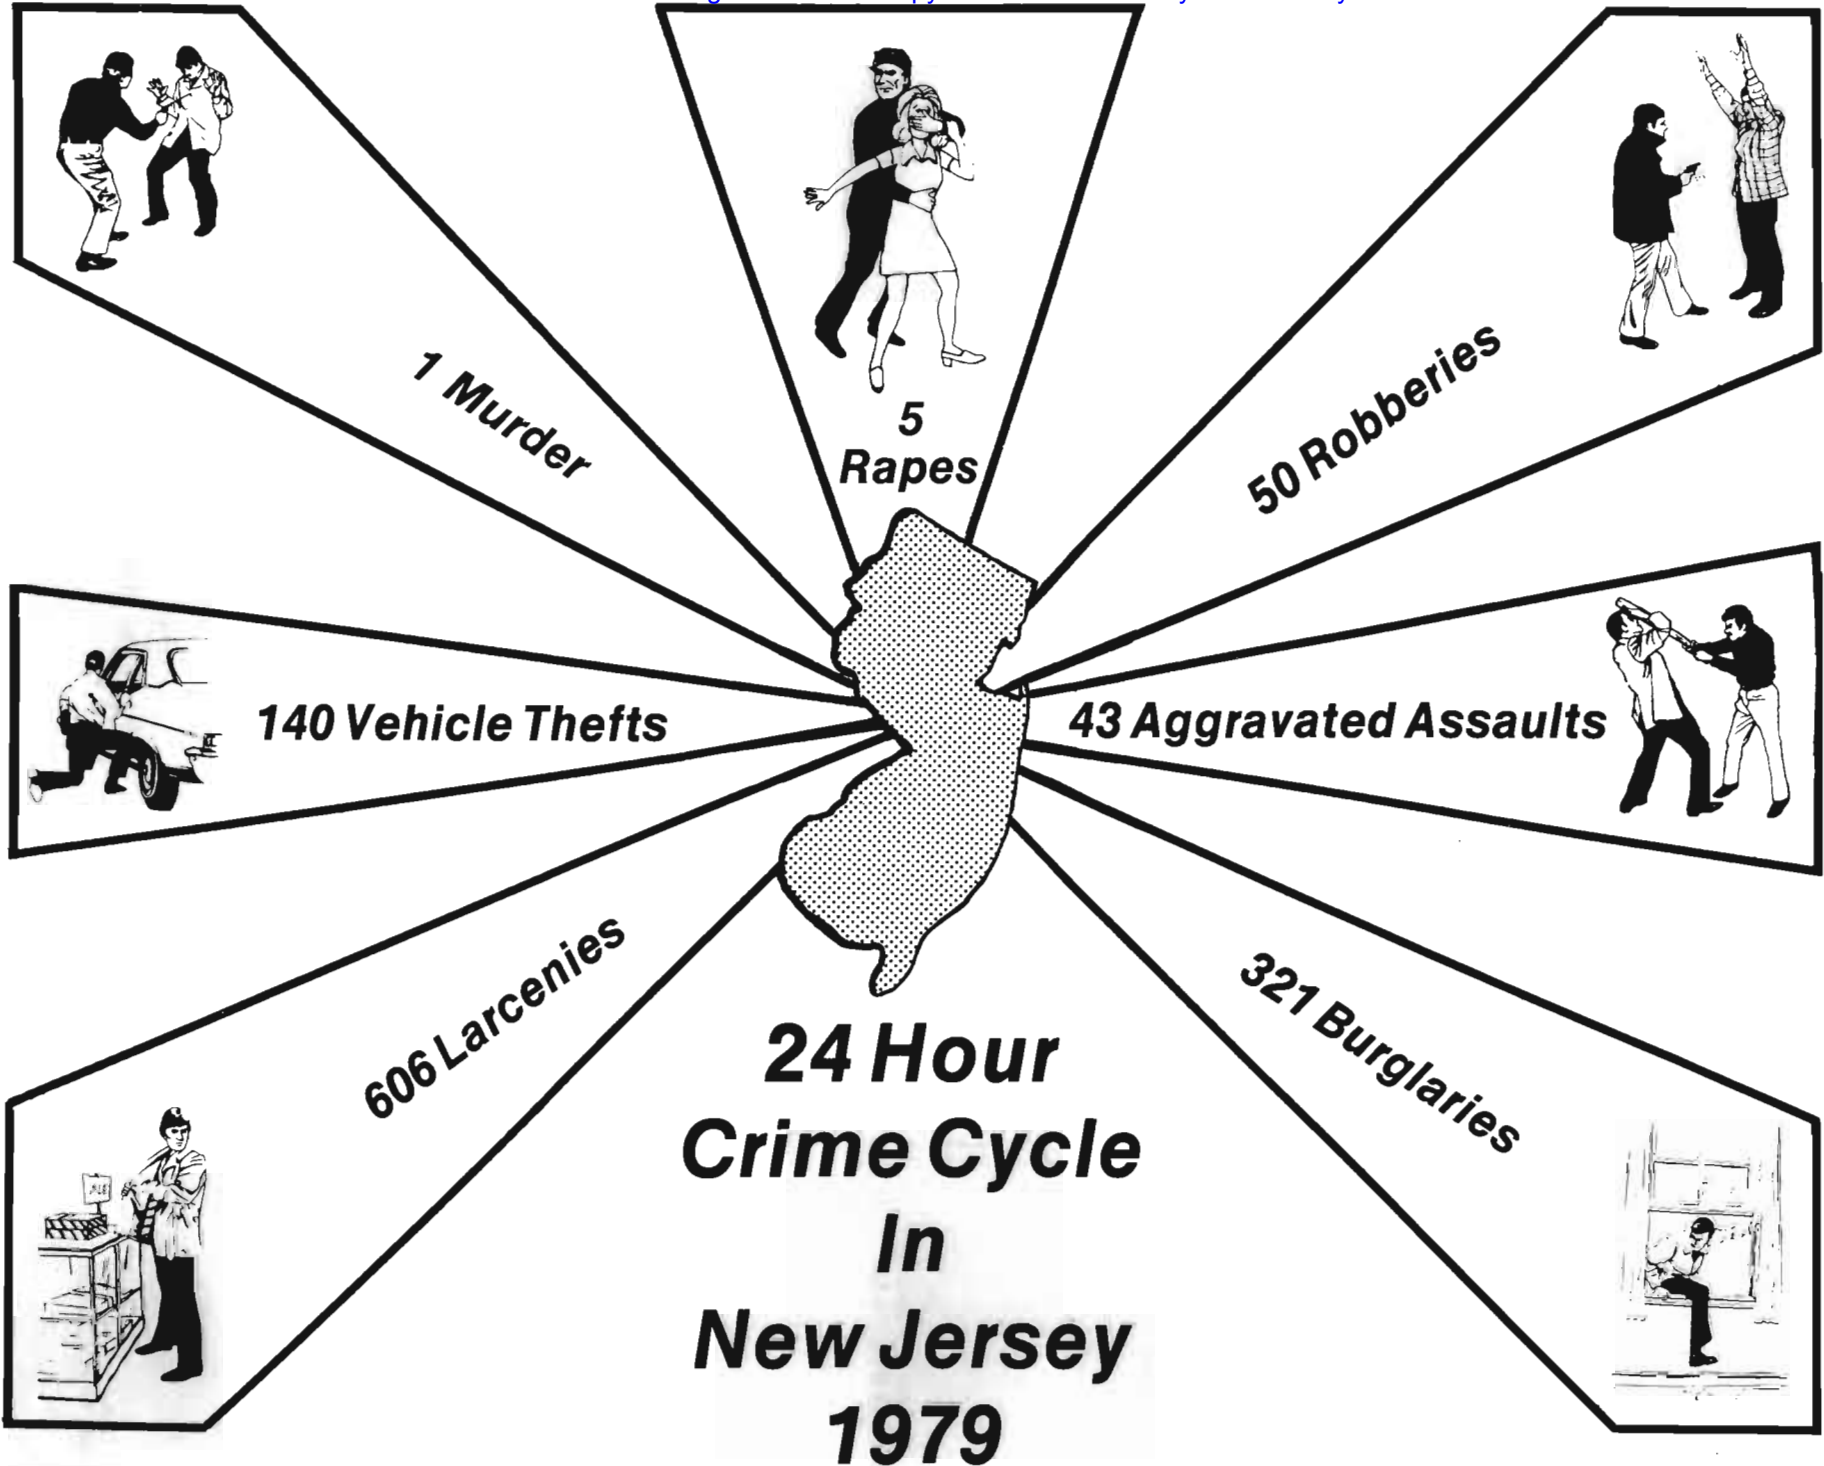 1 Murder
5
Rapes
50 Robberies
140 Vehicle Thefts
43 Aggravated Assaults
606 Larcenies
321 Burglaries
24 Hour
Crime Cycle
In
New Jersey
1979